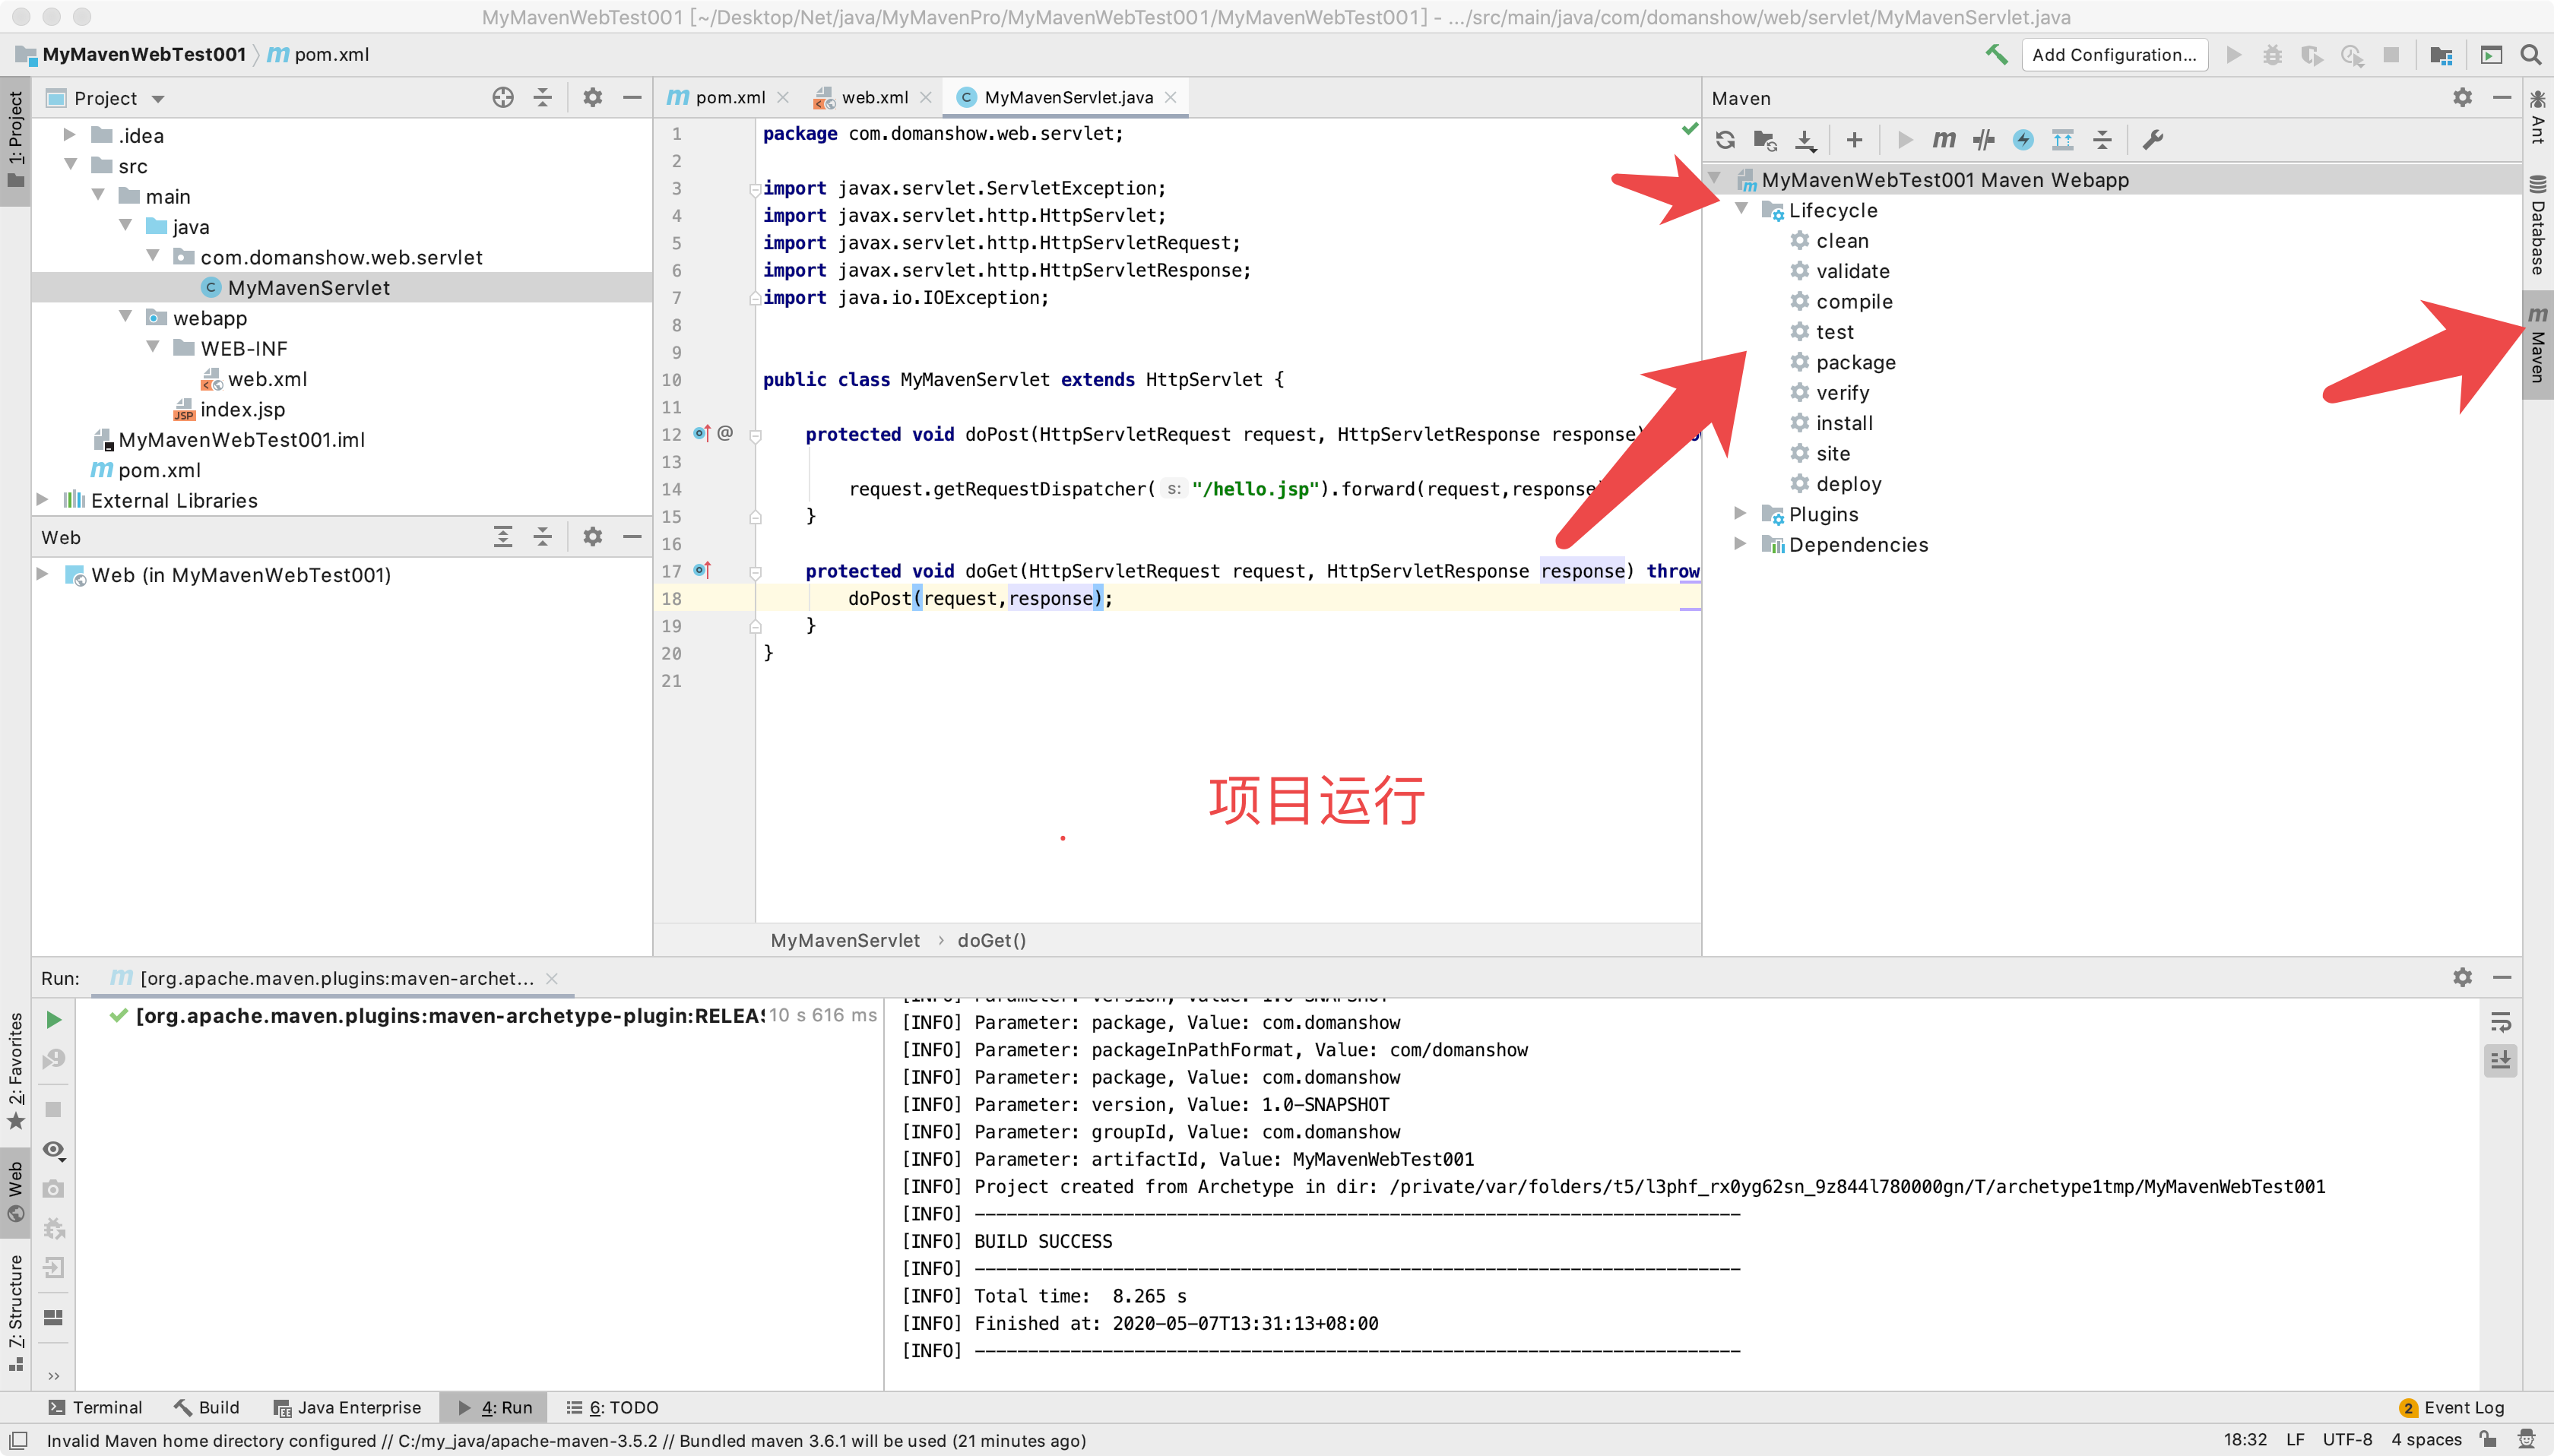 MyMavenWebTest001 [~/Desktop/Net/java/MyMavenPro/MyMavenWebTest001/MyMavenWebTest001] - .../src/main/java/com/domanshow/web/servlet/MyMavenServlet.java
MyMavenWebTest001 pom.xml
Add Configuration...
1: Project
Project
.idea
src
main
java
com.domanshow.web.servlet
MyMavenServlet
webapp
WEB-INF
web.xml
index.jsp
MyMavenWebTest001.iml
pom.xml
External Libraries
Web
Web (in MyMavenWebTest001)
pom.xml web.xml MyMavenServlet.java
1 package com.domanshow.web.servlet;
2
3 import javax.servlet.ServletException;
4 import javax.servlet.http.HttpServlet;
5 import javax.servlet.http.HttpServletRequest;
6 import javax.servlet.http.HttpServletResponse;
7 import java.io.IOException;
8
9
10 public class MyMavenServlet extends HttpServlet {
11
12 protected void doPost(HttpServletRequest request, HttpServletResponse response)
13
14 request.getRequestDispatcher( s: "/hello.jsp").forward(request,response
15 }
16
17 protected void doGet(HttpServletRequest request, HttpServletResponse response) throw
18 doPost(request,response);
19 }
20 }
21
项目运行
MyMavenServlet › doGet()
Maven
MyMavenWebTest001 Maven Webapp
Lifecycle
clean
validate
compile
test
package
verify
install
site
deploy
Plugins
Dependencies
Ant
Database
Maven
Run: [org.apache.maven.plugins:maven-archet...
[org.apache.maven.plugins:maven-archetype-plugin:RELEAS 10 s 616 ms
[INFO] Parameter: version, Value: 1.0-SNAPSHOT
[INFO] Parameter: package, Value: com.domanshow
[INFO] Parameter: packageInPathFormat, Value: com/domanshow
[INFO] Parameter: package, Value: com.domanshow
[INFO] Parameter: version, Value: 1.0-SNAPSHOT
[INFO] Parameter: groupId, Value: com.domanshow
[INFO] Parameter: artifactId, Value: MyMavenWebTest001
[INFO] Project created from Archetype in dir: /private/var/folders/t5/l3phf_rx0yg62sn_9z844l780000gn/T/archetype1tmp/MyMavenWebTest001
[INFO] ------------------------------------------------------------------------
[INFO] BUILD SUCCESS
[INFO] ------------------------------------------------------------------------
[INFO] Total time:  8.265 s
[INFO] Finished at: 2020-05-07T13:31:13+08:00
[INFO] ------------------------------------------------------------------------
2: Favorites
Web
Z: Structure
Terminal Build Java Enterprise 4: Run 6: TODO
2 Event Log
Invalid Maven home directory configured // C:/my_java/apache-maven-3.5.2 // Bundled maven 3.6.1 will be used (21 minutes ago)
18:32 LF UTF-8 4 spaces